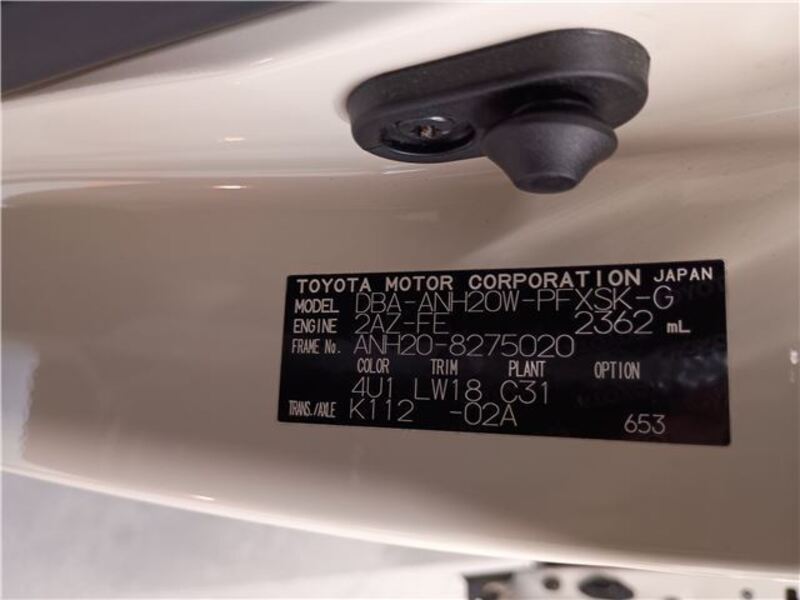 TOYOTA MOTOR CORPORATION JAPAN
MODEL DBA-ANH20W-PFXSK-G
ENGINE 2AZ-FE 2362 mL
FRAME No. ANH20-8275020
COLOR TRIM PLANT OPTION
4U1 LW18 C31
TRANS./AXLE K112 -02A
653